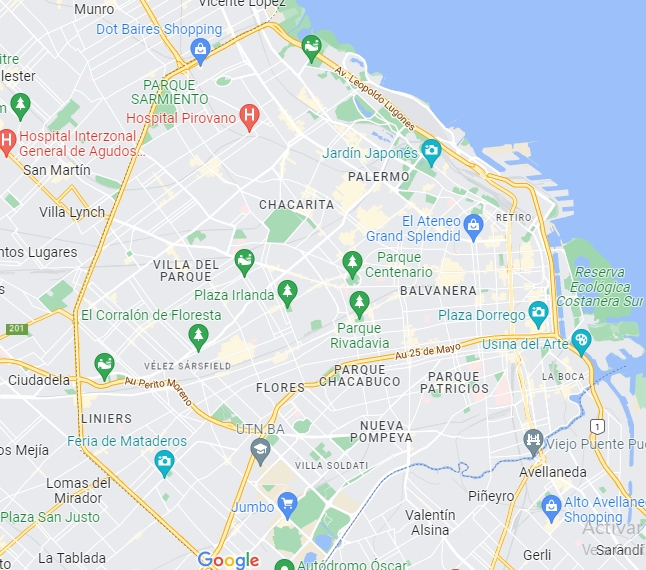 Munro
Vicente López
Dot Baires Shopping
PARQUE
SARMIENTO
Av. Leopoldo Lugones
Hospital Pirovano
Hospital Interzonal
General de Agudos...
San Martín
Jardín Japonés
PALERMO
CHACARITA
Villa Lynch
El Ateneo
Grand Splendid
RETIRO
ntos Lugares
VILLA DEL
PARQUE
Parque
Centenario
Reserva
Ecológica
Costanera Sur
Plaza Irlanda
BALVANERA
El Corralón de Floresta
Plaza Dorrego
201
Parque
Rivadavia
Usina del Arte
Au 25 de Mayo
VÉLEZ SÁRSFIELD
Ciudadela
Au Perito Moreno
FLORES
PARQUE
CHACABUCO
PARQUE
PATRICIOS
LA BOCA
LINIERS
UTN.BA
NUEVA
POMPEYA
1
Feria de Mataderos
Viejo Puente Pue
os Mejía
VILLA SOLDATI
Avellaneda
Lomas del
Mirador
Piñeyro
Jumbo
Alto Avellane
Shopping
Plaza San Justo
Valentín
Alsina
Activar
La Tablada
Google
Autódromo Óscar
Gerli
Sarandí